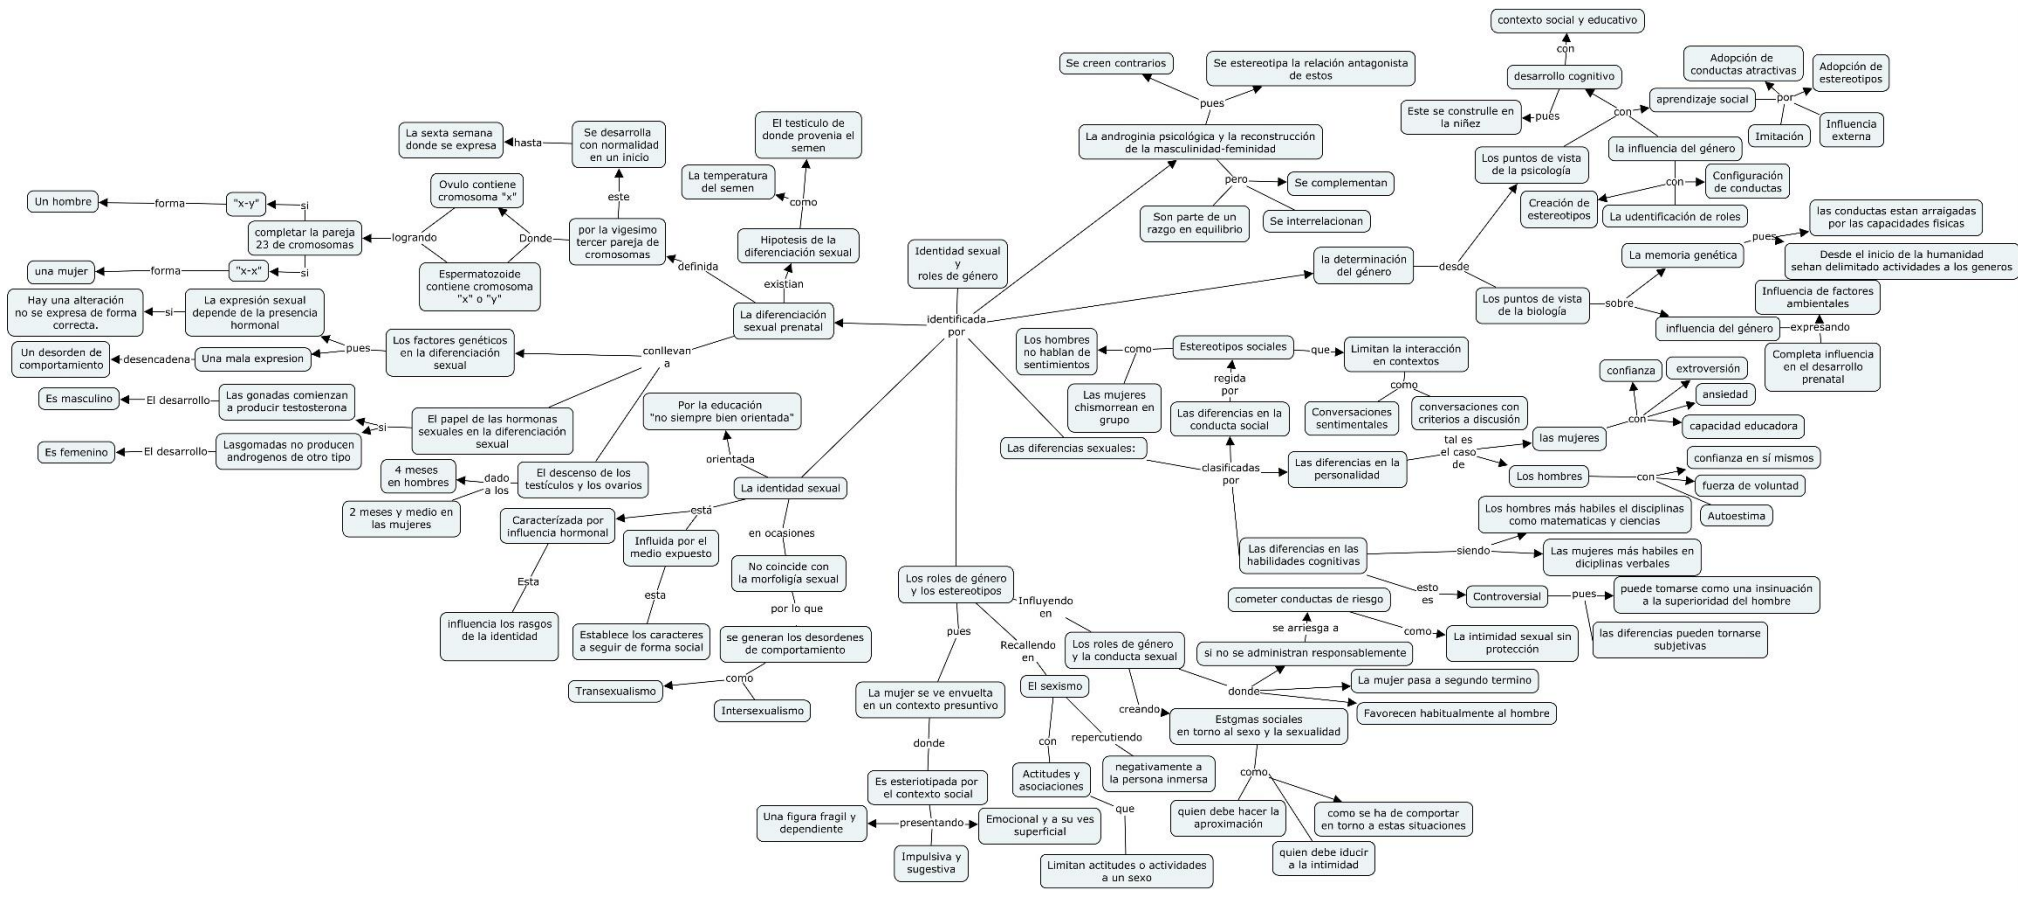 contexto social y educativo
con
desarrollo cognitivo
Este se construlle en
la niñez
pues
con
aprendizaje social
Adopción de
conductas atractivas
Adopción de
estereotipos
por
Imitación
Influencia
externa
Los puntos de vista
de la psicología
la influencia del género
con
Configuración
de conductas
Creación de
estereotipos
La udentificación de roles
Se creen contrarios
Se estereotipa la relación antagonista
de estos
pues
La androginia psicológica y la reconstrucción
de la masculinidad-feminidad
pero
Se complementan
Son parte de un
razgo en equilibrio
Se interrelacionan
El testiculo de
donde provenia el
semen
La temperatura
del semen
como
Hipotesis de la
diferenciación sexual
existian
La sexta semana
donde se expresa
hasta
Se desarrolla
con normalidad
en un inicio
este
por la vigesimo
tercer pareja de
cromosomas
definida
Donde
Ovulo contiene
cromosoma "x"
Espermatozoide
contiene cromosoma
"x" o "y"
logrando
completar la pareja
23 de cromosomas
si
"x-y"
forma
Un hombre
si
"x-x"
forma
una mujer
Identidad sexual
y
roles de género
identificada
por
La diferenciación
sexual prenatal
conllevan
a
Los factores genéticos
en la diferenciación
sexual
pues
La expresión sexual
depende de la presencia
hormonal
si
Hay una alteración
no se expresa de forma
correcta.
Una mala expresion
desencadena
Un desorden de
comportamiento
El papel de las hormonas
sexuales en la diferenciación
sexual
si
Las gonadas comienzan
a producir testosterona
El desarrollo
Es masculino
Lasgomadas no producen
androgenos de otro tipo
El desarrollo
Es femenino
El descenso de los
testículos y los ovarios
dado
a los
4 meses
en hombres
2 meses y medio en
las mujeres
la determinación
del género
desde
Los puntos de vista
de la biología
sobre
La memoria genética
pues
las conductas estan arraigadas
por las capacidades fisicas
Desde el inicio de la humanidad
sehan delimitado actividades a los generos
influencia del género
expresando
Influencia de factores
ambientales
Completa influencia
en el desarrollo
prenatal
Por la educación
"no siempre bien orientada"
orientada
La identidad sexual
está
Caracterízada por
influencia hormonal
Esta
influencia los rasgos
de la identidad
Influida por el
medio expuesto
esta
Establece los caracteres
a seguir de forma social
en ocasiones
No coincide con
la morfoligía sexual
por lo que
se generan los desordenes
de comportamiento
como
Transexualismo
Intersexualismo
Las diferencias sexuales:
clasificadas
por
Las diferencias en la
conducta social
regida
por
Estereotipos sociales
como
Los hombres
no hablan de
sentimientos
Las mujeres
chismorrean en
grupo
que
Limitan la interacción
en contextos
como
Conversaciones
sentimentales
conversaciones con
criterios a discusión
Las diferencias en la
personalidad
tal es
el caso
de
las mujeres
con
confianza
extroversión
ansiedad
capacidad educadora
Los hombres
con
confianza en sí mismos
fuerza de voluntad
Autoestima
Las diferencias en las
habilidades cognitivas
siendo
Los hombres más habiles el disciplinas
como matematicas y ciencias
Las mujeres más habiles en
diciplinas verbales
esto
es
Controversial
pues
puede tomarse como una insinuación
a la superioridad del hombre
las diferencias pueden tornarse
subjetivas
Los roles de género
y los estereotipos
pues
La mujer se ve envuelta
en un contexto presuntivo
donde
Es esteriotipada por
el contexto social
presentando
Una figura fragil y
dependiente
Emocional y a su ves
superficial
Impulsiva y
sugestiva
Recallendo
en
El sexismo
con
Actitudes y
asociaciones
que
Limitan actitudes o actividades
a un sexo
repercutiendo
negativamente a
la persona inmersa
Influyendo
en
Los roles de género
y la conducta sexual
creando
Estgmas sociales
en torno al sexo y la sexualidad
como
quien debe hacer la
aproximación
quien debe iducir
a la intimidad
como se ha de comportar
en torno a estas situaciones
donde
si no se administran responsablemente
se arriesga a
cometer conductas de riesgo
como
La intimidad sexual sin
protección
La mujer pasa a segundo termino
Favorecen habitualmente al hombre